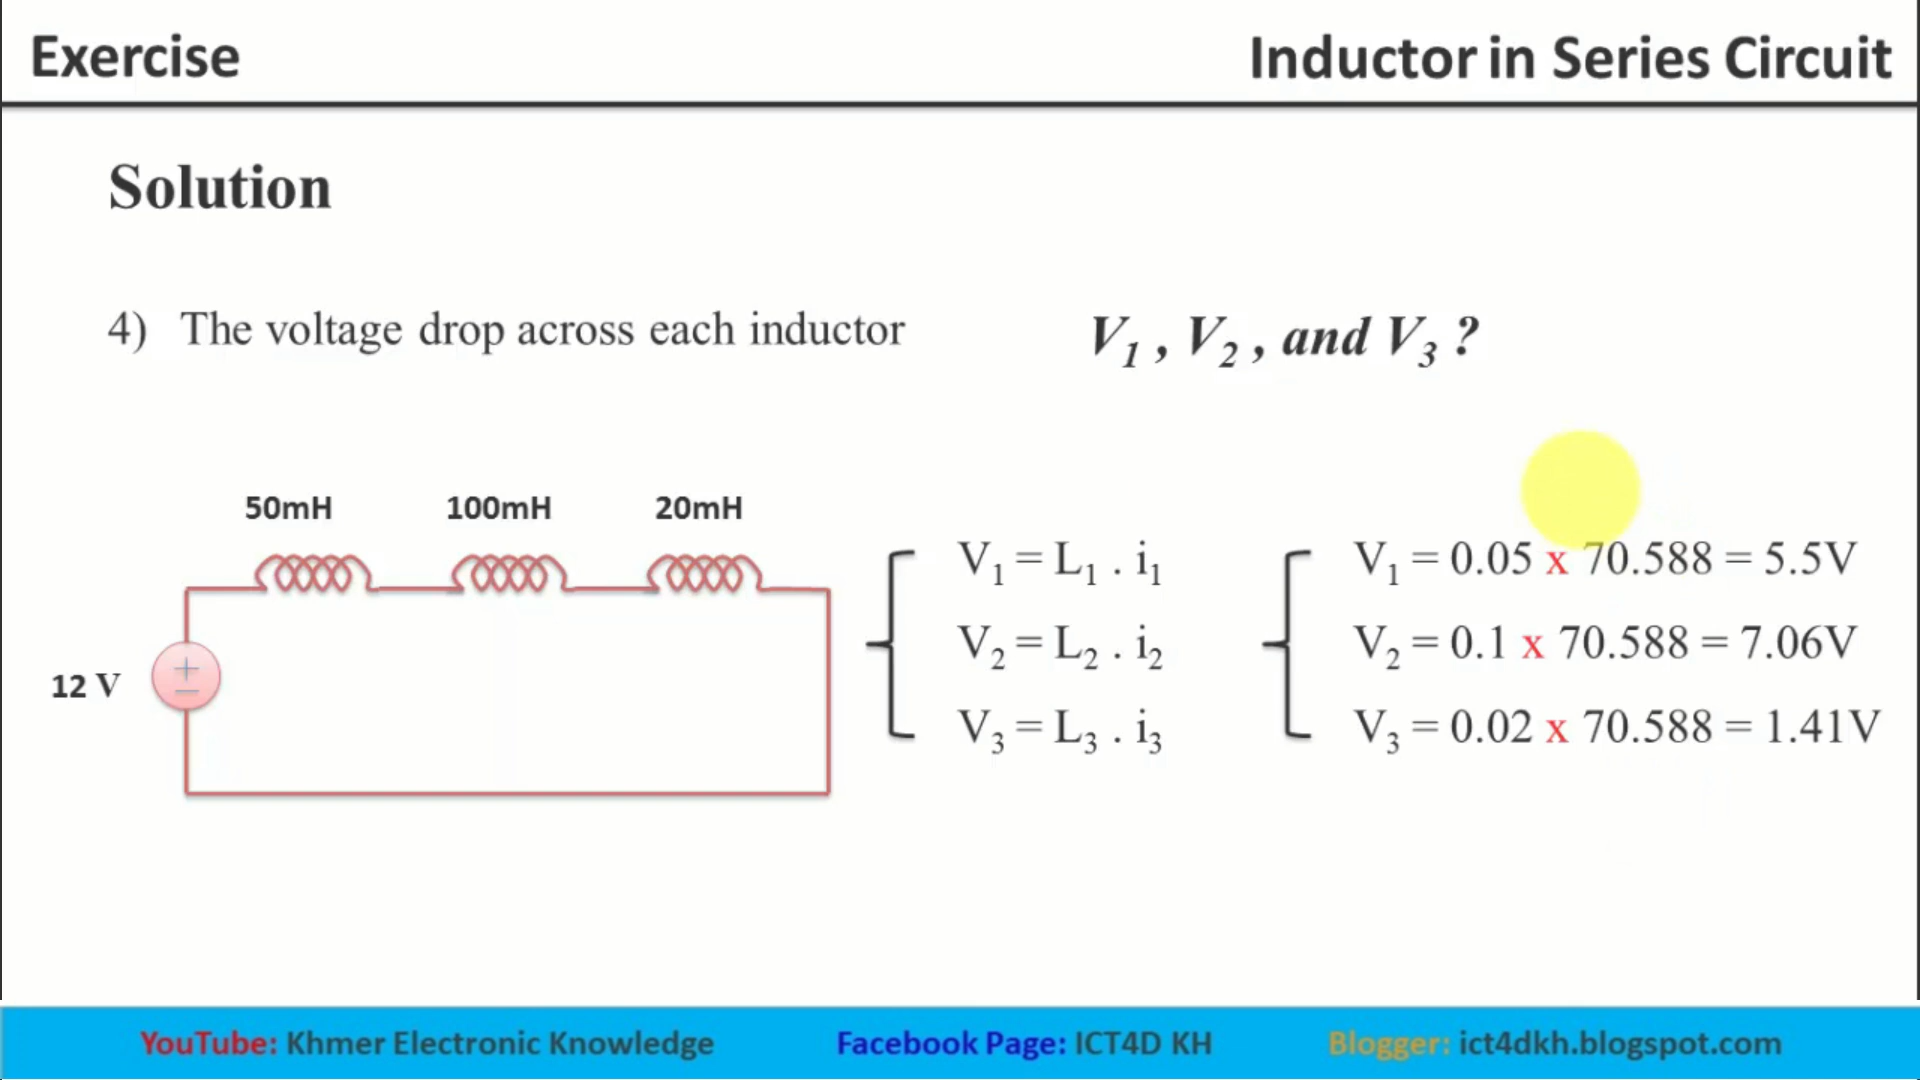 Exercise
Inductor in Series Circuit
Solution
4) The voltage drop across each inductor
V₁ , V₂ , and V₃ ?
50mH 100mH 20mH
12 V
+
−
V₁ = L₁ . i₁
V₂ = L₂ . i₂
V₃ = L₃ . i₃
V₁ = 0.05 x 70.588 = 5.5V
V₂ = 0.1 x 70.588 = 7.06V
V₃ = 0.02 x 70.588 = 1.41V
YouTube: Khmer Electronic Knowledge Facebook Page: ICT4D KH Blogger: ict4dkh.blogspot.com